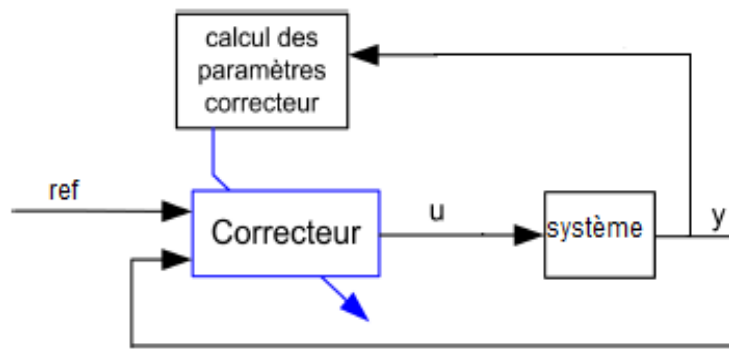 calcul des
paramètres
correcteur
ref
Correcteur
u
système
y